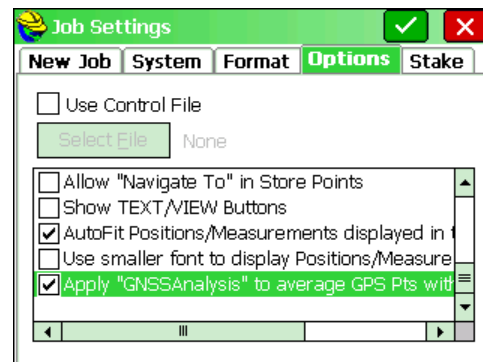 Job Settings
New Job System Format Options Stake
Use Control File
Select File None
Allow "Navigate To" in Store Points
Show TEXT/VIEW Buttons
AutoFit Positions/Measurements displayed in t
Use smaller font to display Positions/Measure
Apply "GNSSAnalysis" to average GPS Pts with